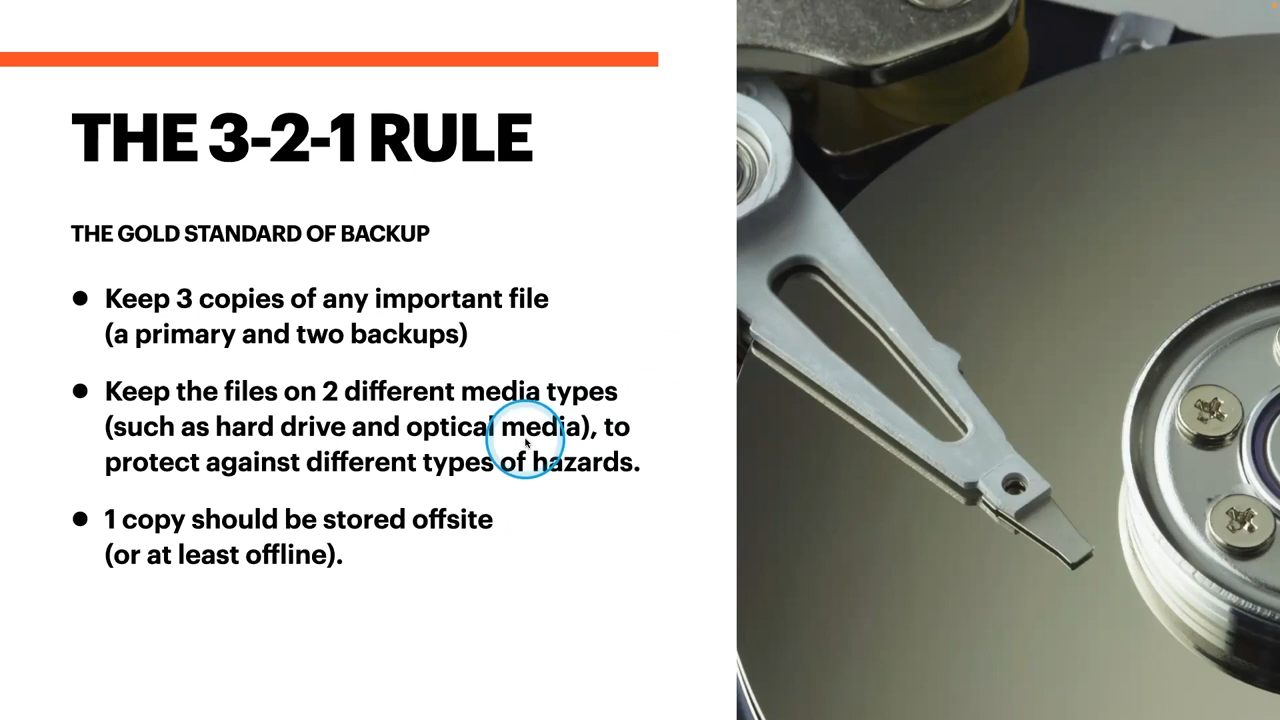 THE 3-2-1 RULE
THE GOLD STANDARD OF BACKUP
● Keep 3 copies of any important file
(a primary and two backups)
● Keep the files on 2 different media types
(such as hard drive and optical media), to
protect against different types of hazards.
● 1 copy should be stored offsite
(or at least offline).